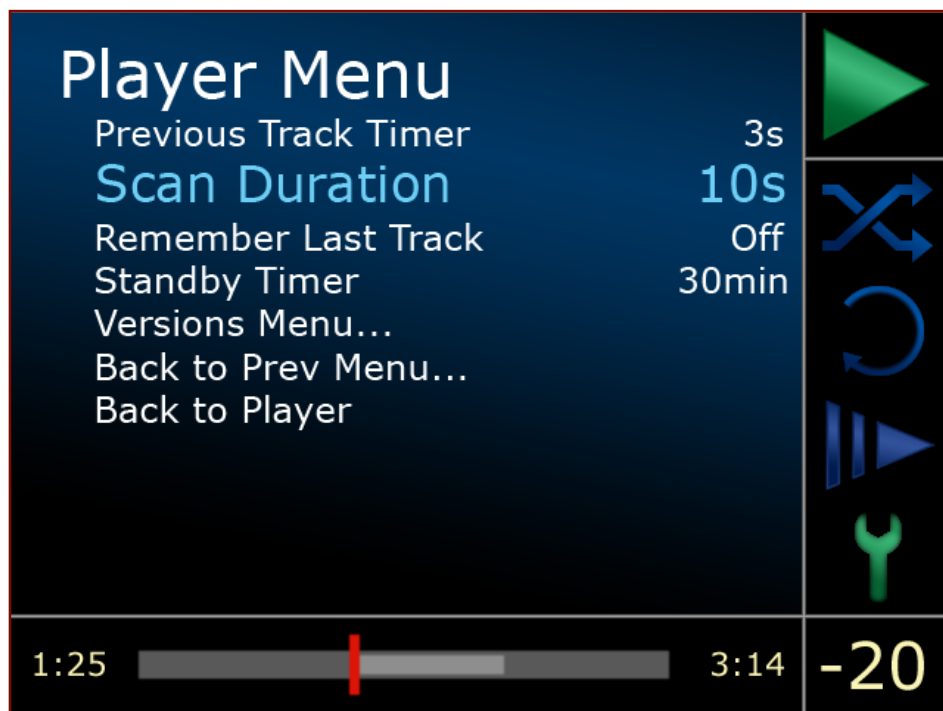 Player Menu
Previous Track Timer 3s
Scan Duration 10s
Remember Last Track Off
Standby Timer 30min
Versions Menu...
Back to Prev Menu...
Back to Player
1:25 3:14 -20